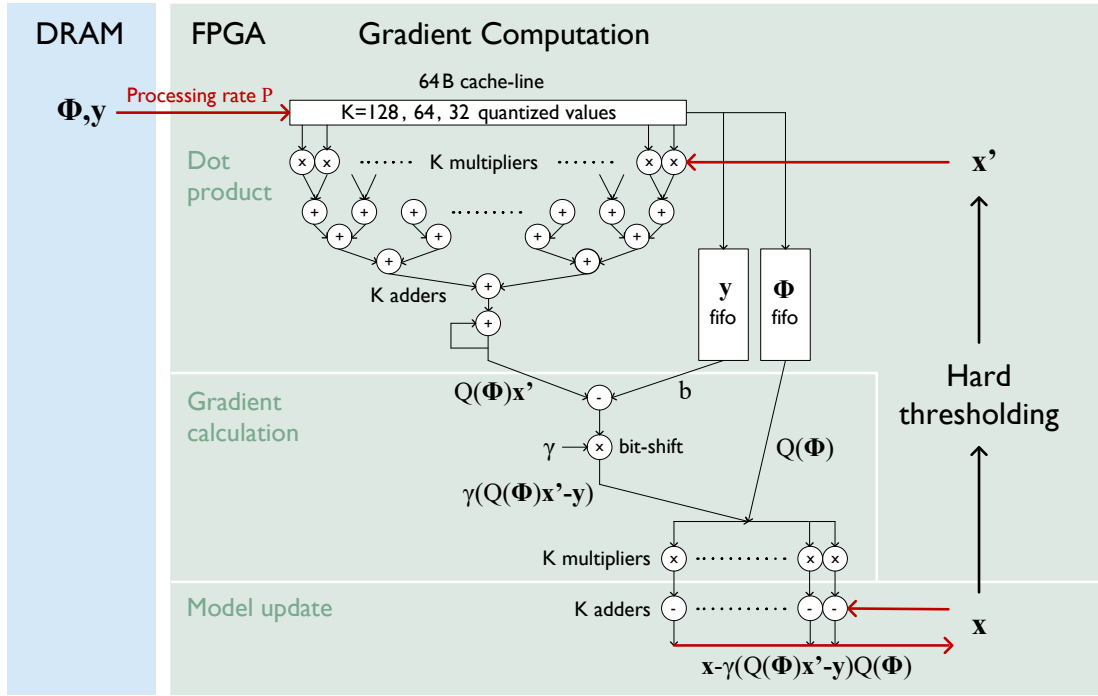 DRAM
FPGA
Gradient Computation
64B cache-line
Φ,y
Processing rate P
K=128, 64, 32 quantized values
Dot
product
x x
K multipliers
x x
x'
+ + + + + +
+ + + +
+ +
K adders
+
+
y
fifo
Φ
fifo
Hard
thresholding
Q(Φ)x'
b
Gradient
calculation
-
γ
x
bit-shift
Q(Φ)
γ(Q(Φ)x'-y)
K multipliers
x x x
Model update
K adders
- - -
x
x-γ(Q(Φ)x'-y)Q(Φ)